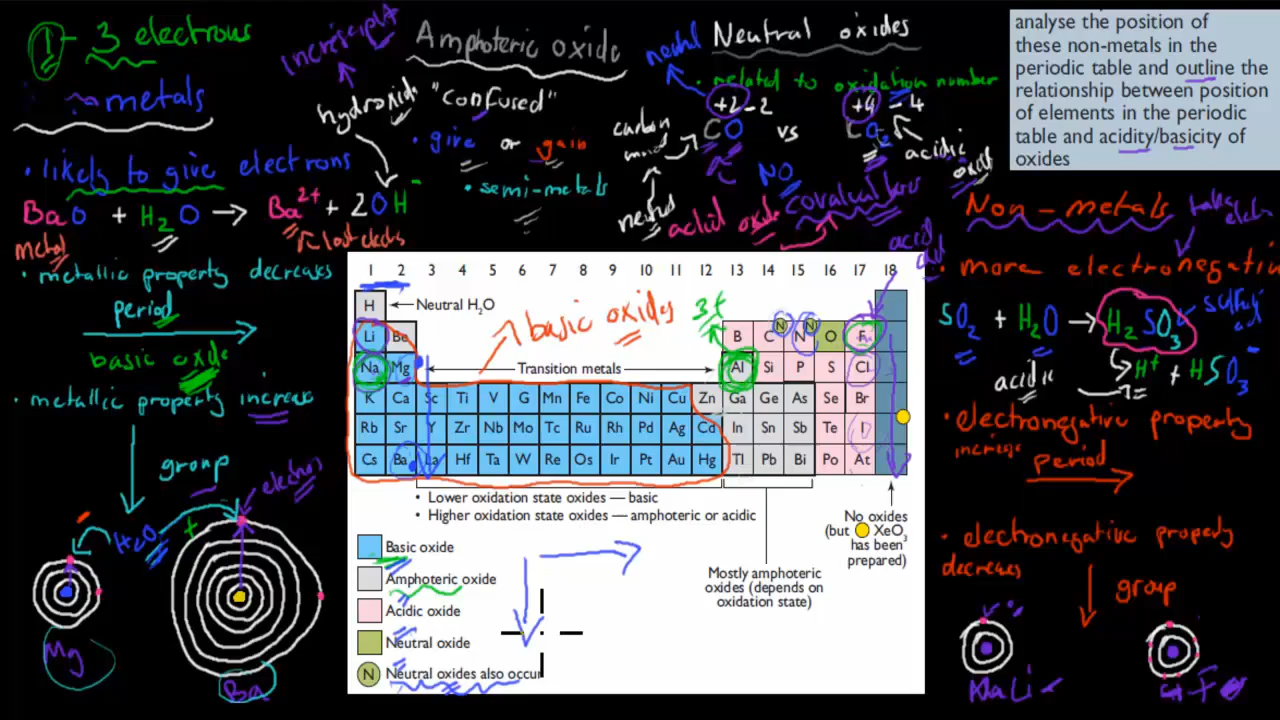 1 - 3 electrons
metals
• likely to give electrons
BaO + H2O → Ba2+ + 2OH-
metal
lost elecs
• metallic property decreases
period
basic oxide
• metallic property increase
group
electrons
H2O
+
Mg
Ba
hydroxide
Amphoteric oxide
"Confused"
• give or gain
• semi-metals
neutral
Neutral oxides
• related to oxidation number
+2 -2
+4 -4
carbon
CO vs CO2
acidic
oxide
NO
neutral
acid oxide
covalent
acid
analyse the position of
these non-metals in the
periodic table and outline the
relationship between position
of elements in the periodic
table and acidity/basicity of
oxides
Non-metals
• more electronegative
SO2 + H2O → H2SO3
acidic
H+ + HSO3-
• electronegative property
increase
period
• electronegative property
decreases
group
1 2 3 4 5 6 7 8 9 10 11 12 13 14 15 16 17 18
H Neutral H2O
basic oxides
3+
Li Be B C N N N O F
Na Mg Transition metals Al Si P S Cl
K Ca Sc Ti V G Mn Fe Co Ni Cu Zn Ga Ge As Se Br
Rb Sr Y Zr Nb Mo Tc Ru Rh Pd Ag Cd In Sn Sb Te I
Cs Ba La Hf Ta W Re Os Ir Pt Au Hg Tl Pb Bi Po At
• Lower oxidation state oxides — basic
• Higher oxidation state oxides — amphoteric or acidic
Basic oxide
Amphoteric oxide
Acidic oxide
Neutral oxide
N Neutral oxides also occur
Mostly amphoteric
oxides (depends on
oxidation state)
No oxides
(but XeO3
has been
prepared)